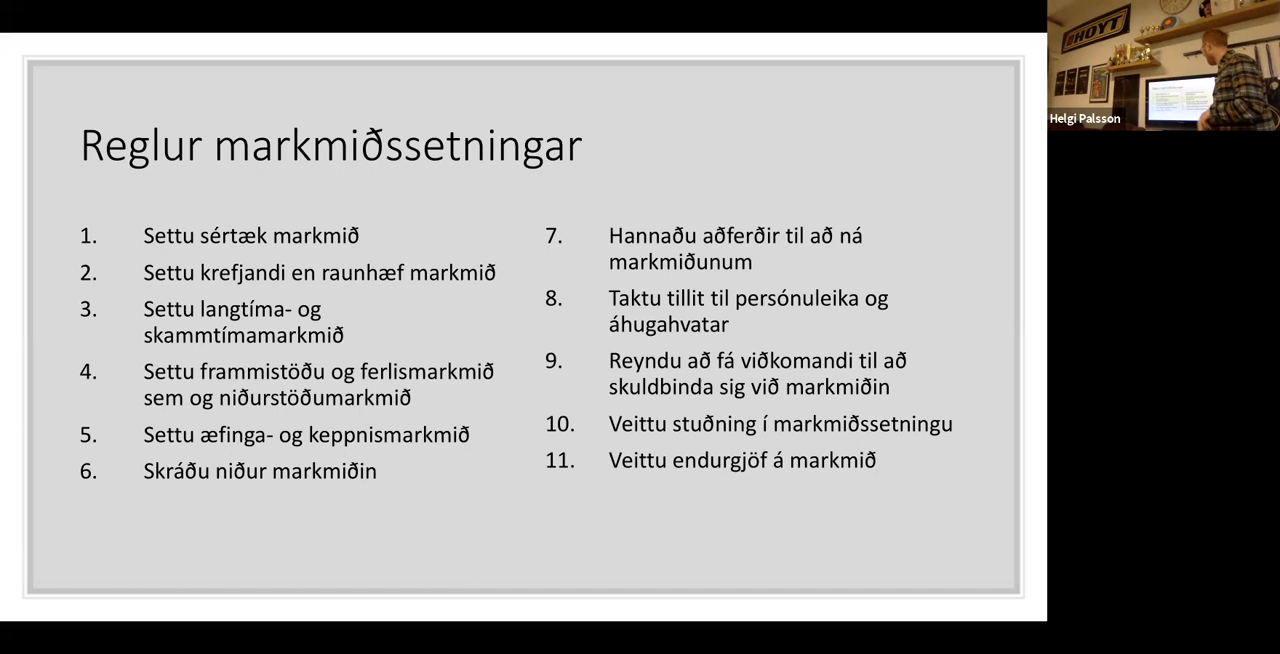 Reglur markmiðssetningar
1. Settu sértæk markmið
2. Settu krefjandi en raunhæf markmið
3. Settu langtíma- og
skammtímamarkmið
4. Settu frammistöðu og ferlismarkmið
sem og niðurstöðumarkmið
5. Settu æfinga- og keppnismarkmið
6. Skráðu niður markmiðin
7. Hannaðu aðferðir til að ná
markmiðunum
8. Taktu tillit til persónuleika og
áhugahvatar
9. Reyndu að fá viðkomandi til að
skuldbinda sig við markmiðin
10. Veittu stuðning í markmiðssetningu
11. Veittu endurgjöf á markmið
HOYT
Helgi Palsson